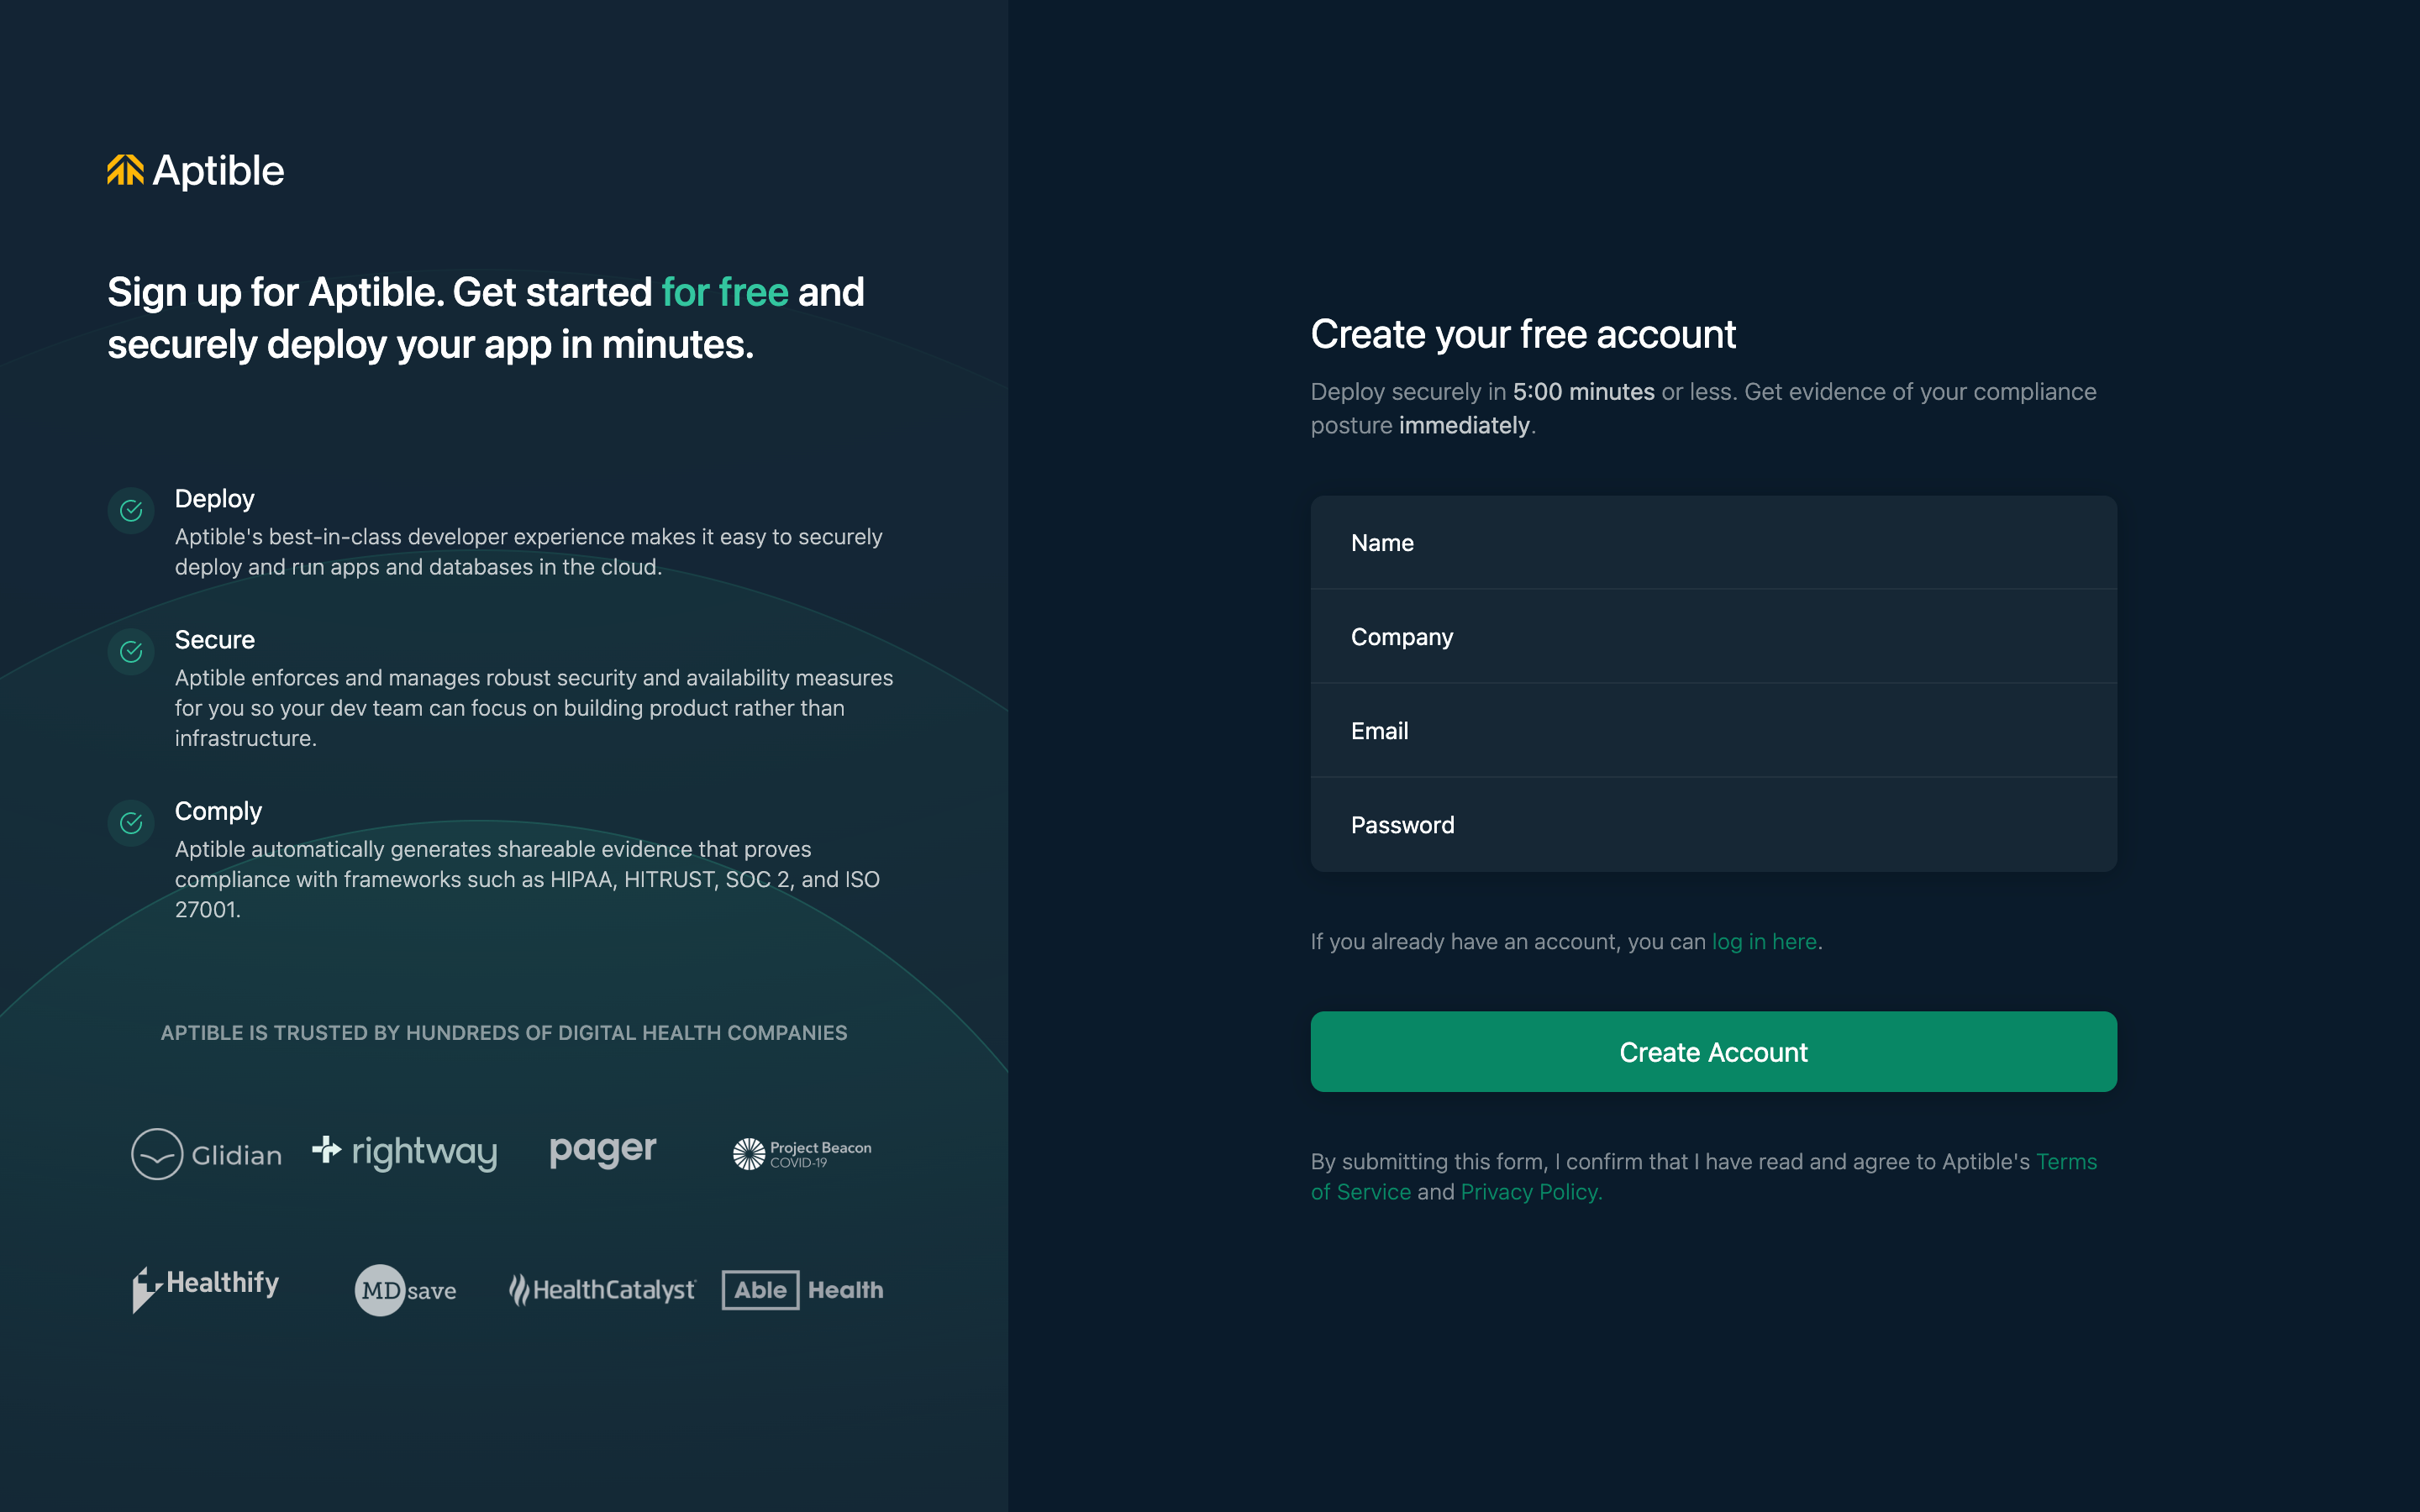 Aptible
Sign up for Aptible. Get started for free and
securely deploy your app in minutes.
Deploy
Aptible's best-in-class developer experience makes it easy to securely
deploy and run apps and databases in the cloud.
Secure
Aptible enforces and manages robust security and availability measures
for you so your dev team can focus on building product rather than
infrastructure.
Comply
Aptible automatically generates shareable evidence that proves
compliance with frameworks such as HIPAA, HITRUST, SOC 2, and ISO
27001.
APTIBLE IS TRUSTED BY HUNDREDS OF DIGITAL HEALTH COMPANIES
Glidian
rightway
pager
Project Beacon
COVID-19
Healthify
MDsave
HealthCatalyst
Able Health
Create your free account
Deploy securely in 5:00 minutes or less. Get evidence of your compliance
posture immediately.
Name
Company
Email
Password
If you already have an account, you can log in here.
Create Account
By submitting this form, I confirm that I have read and agree to Aptible's Terms
of Service and Privacy Policy.